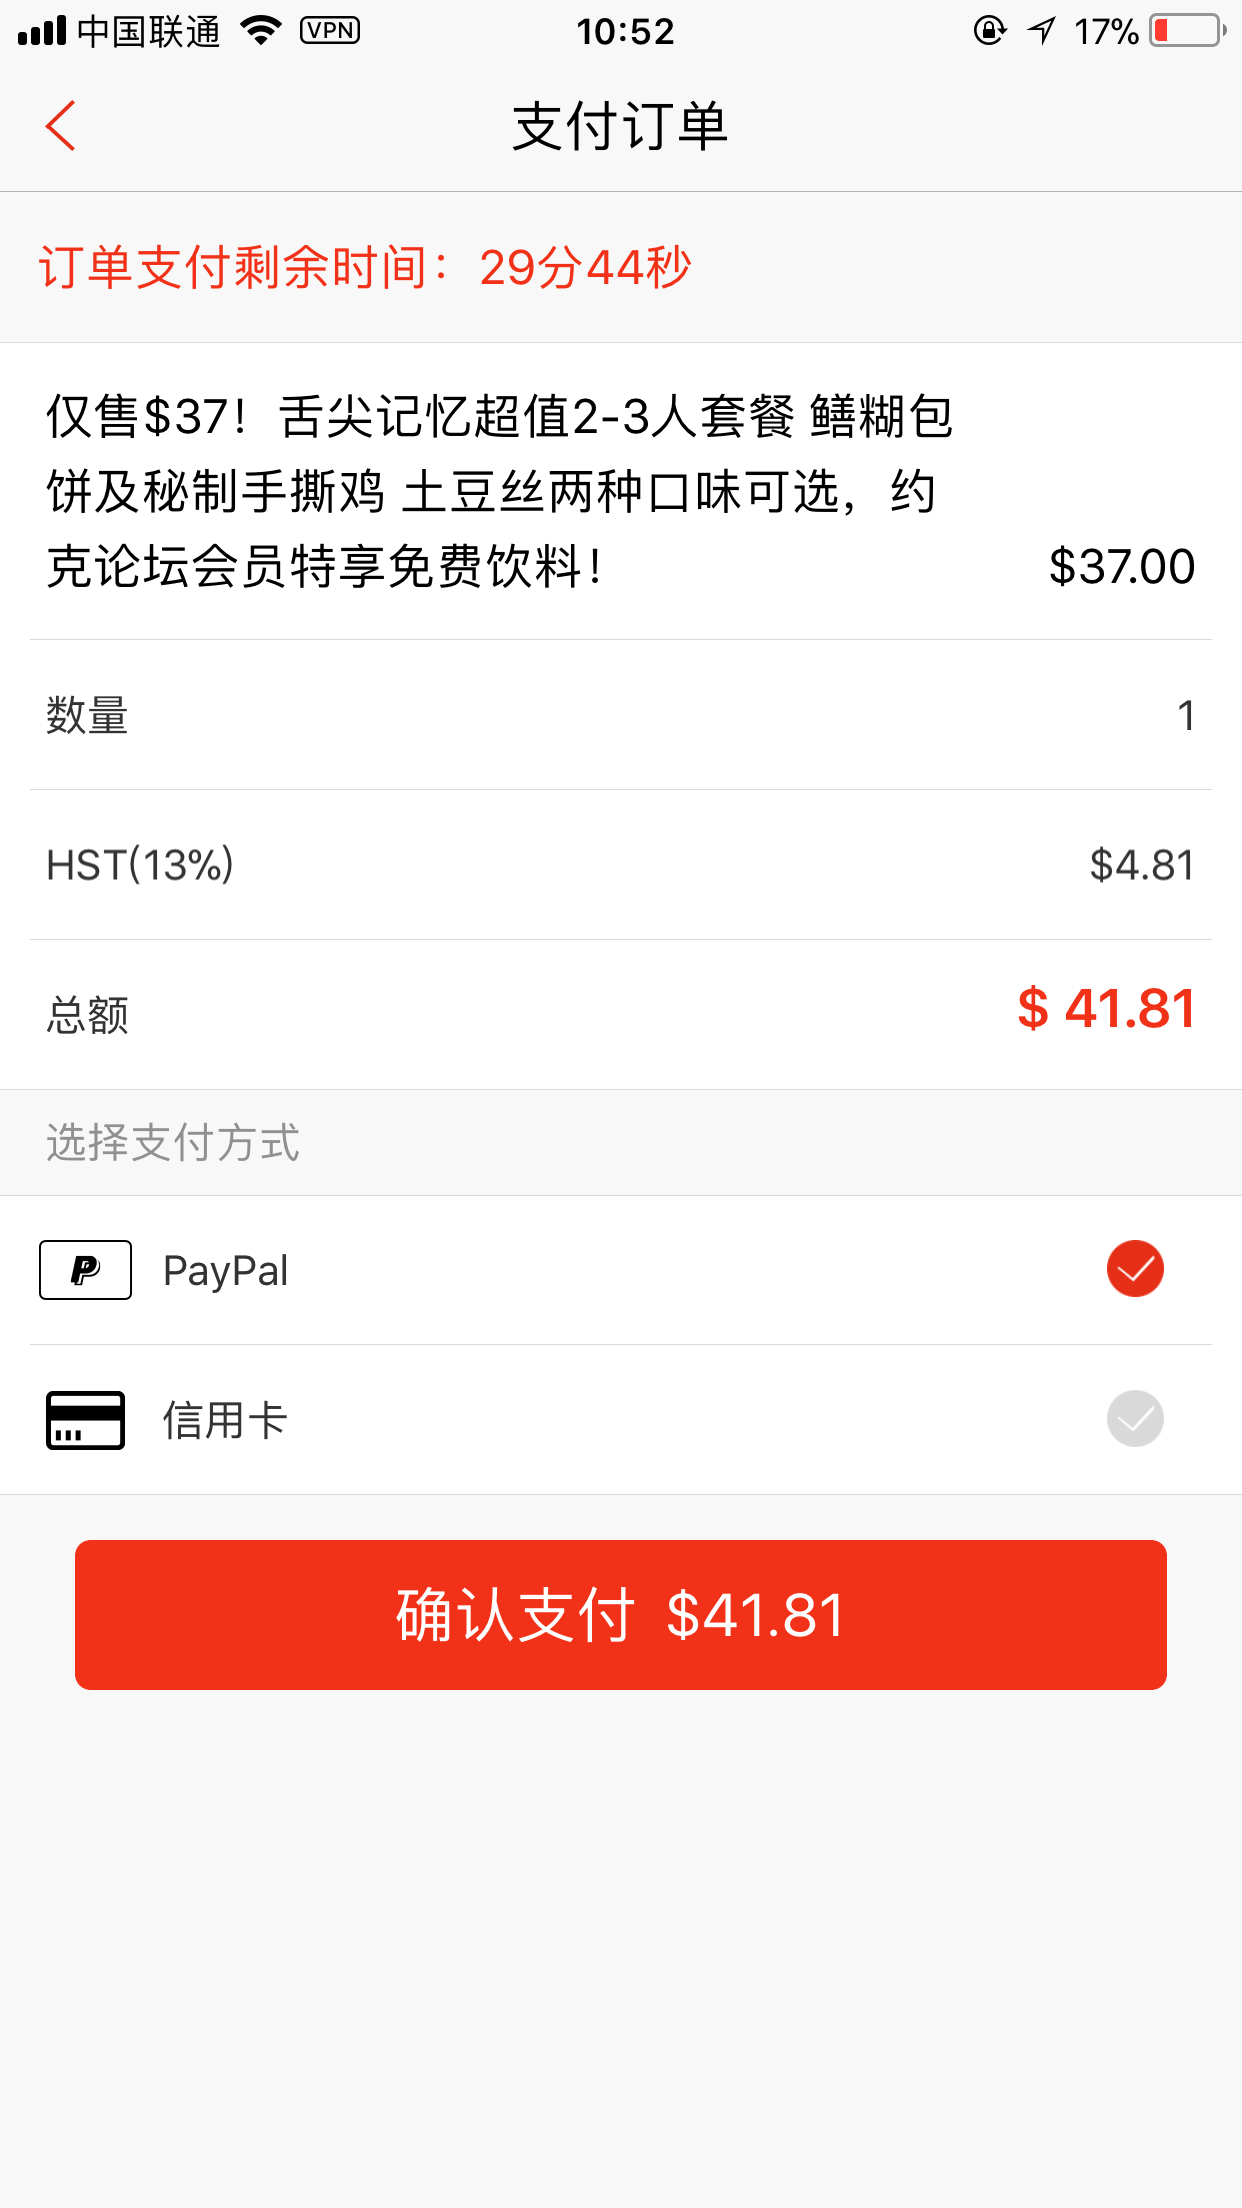 中国联通 VPN 10:52 17%
支付订单
订单支付剩余时间：29分44秒
仅售$37！舌尖记忆超值2-3人套餐 鳝糊包
饼及秘制手撕鸡 土豆丝两种口味可选，约
克论坛会员特享免费饮料！ $37.00
数量 1
HST(13%) $4.81
总额 $ 41.81
选择支付方式
PayPal
信用卡
确认支付 $41.81